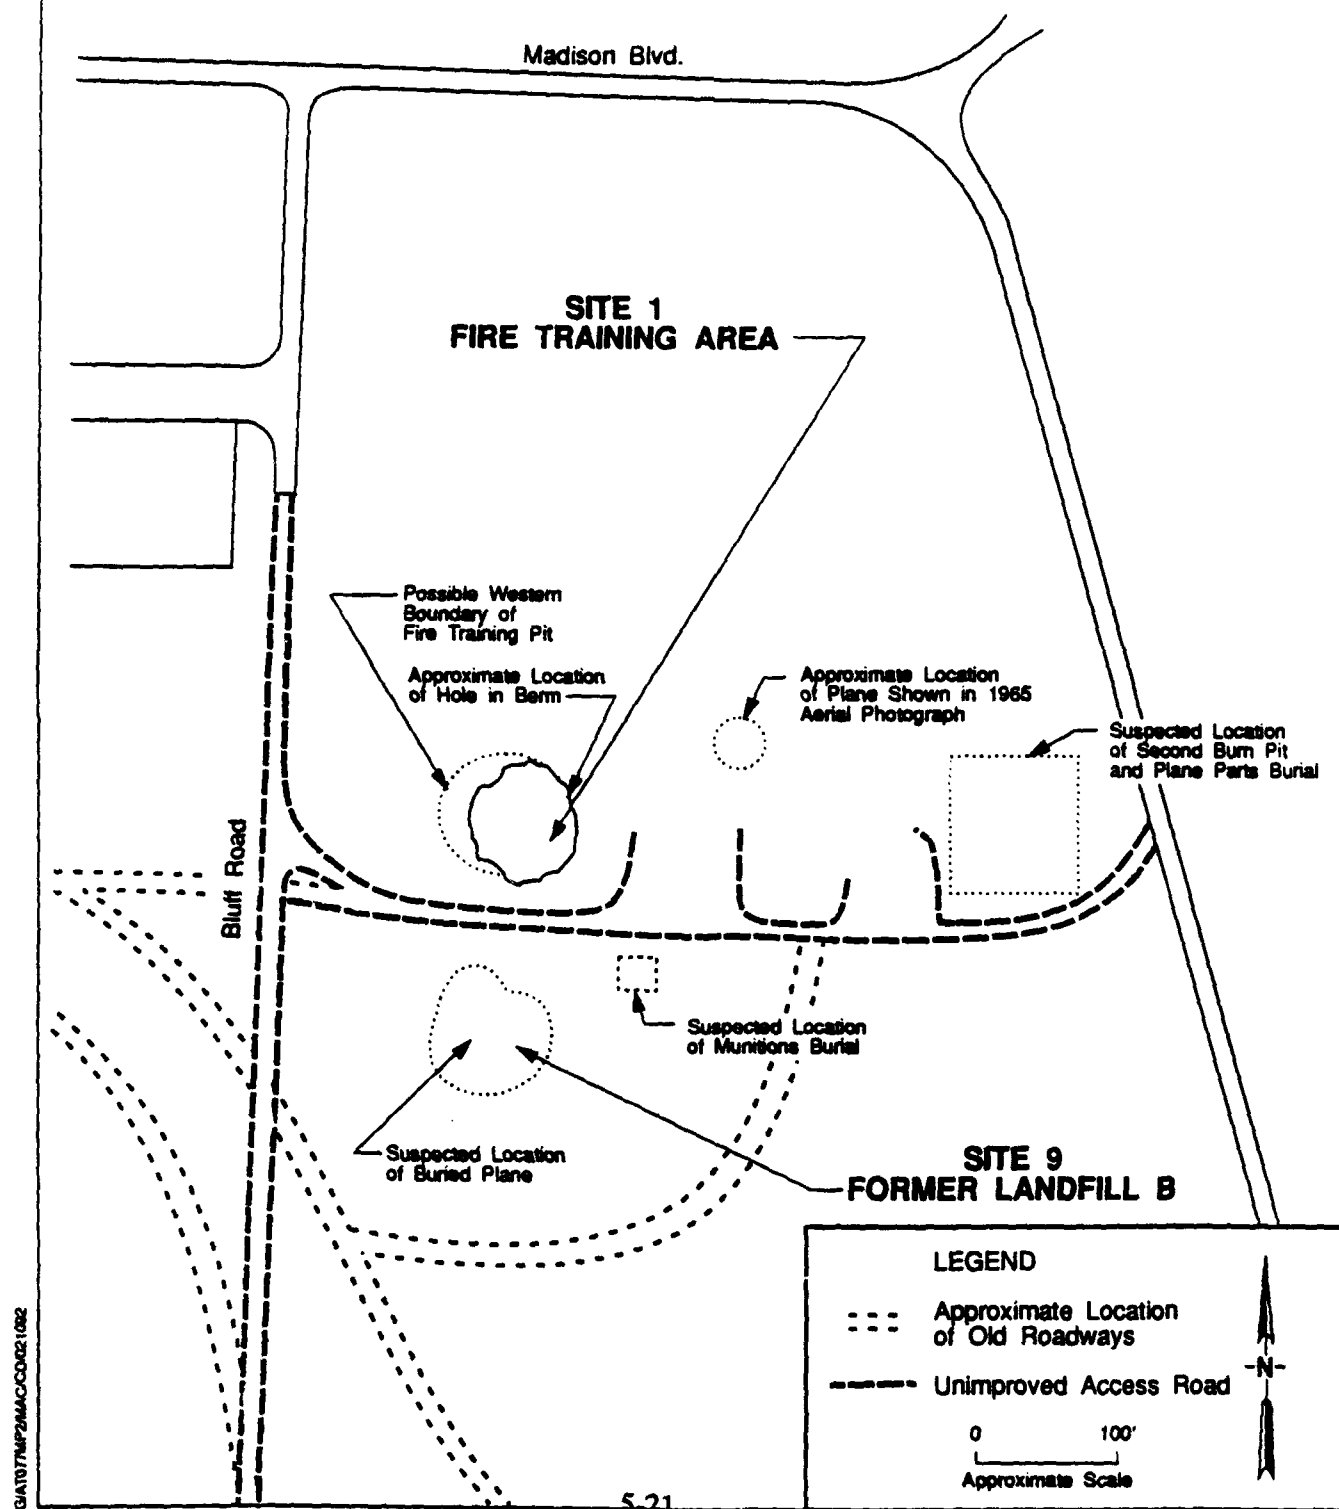 Madison Blvd.
SITE 1
FIRE TRAINING AREA
Possible Western
Boundary of
Fire Training Pit
Approximate Location
of Hole in Berm
Approximate Location
of Plane Shown in 1965
Aerial Photograph
Suspected Location
of Second Burn Pit
and Plane Parts Burial
Bluff Road
Suspected Location
of Munitions Burial
Suspected Location
of Buried Plane
SITE 9
FORMER LANDFILL B
LEGEND
Approximate Location
of Old Roadways
Unimproved Access Road
0 100'
Approximate Scale
-N-
5-21